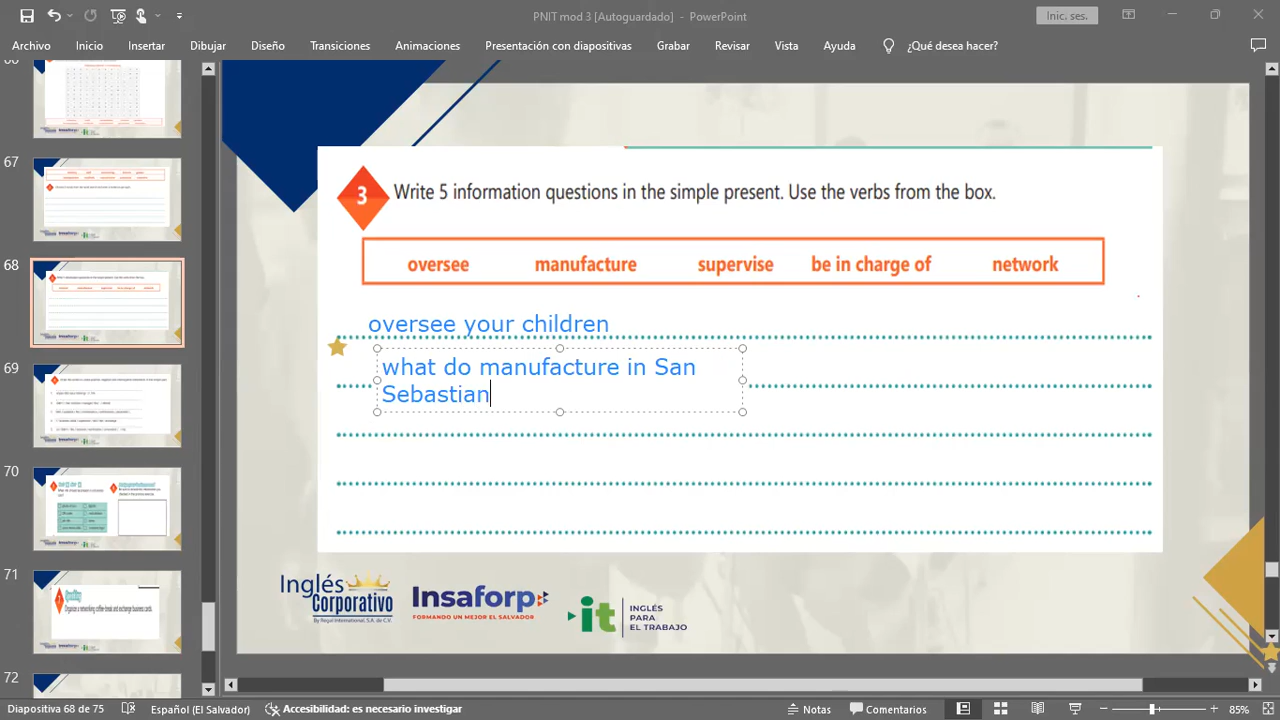 PNIT mod 3 [Autoguardado] - PowerPoint
Inic. ses.
Archivo Inicio Insertar Dibujar Diseño Transiciones Animaciones Presentación con diapositivas Grabar Revisar Vista Ayuda ¿Qué desea hacer?
67
68
69
70
71
72
3 Write 5 information questions in the simple present. Use the verbs from the box.
oversee manufacture supervise be in charge of network
oversee your children
what do manufacture in San
Sebastian
Inglés
Corporativo
By Regal International, S.A. de C.V.
Insaforp
FORMANDO UN MEJOR EL SALVADOR
it
INGLÉS
PARA
EL TRABAJO
Diapositiva 68 de 75 Español (El Salvador) Accesibilidad: es necesario investigar Notas Comentarios 85%